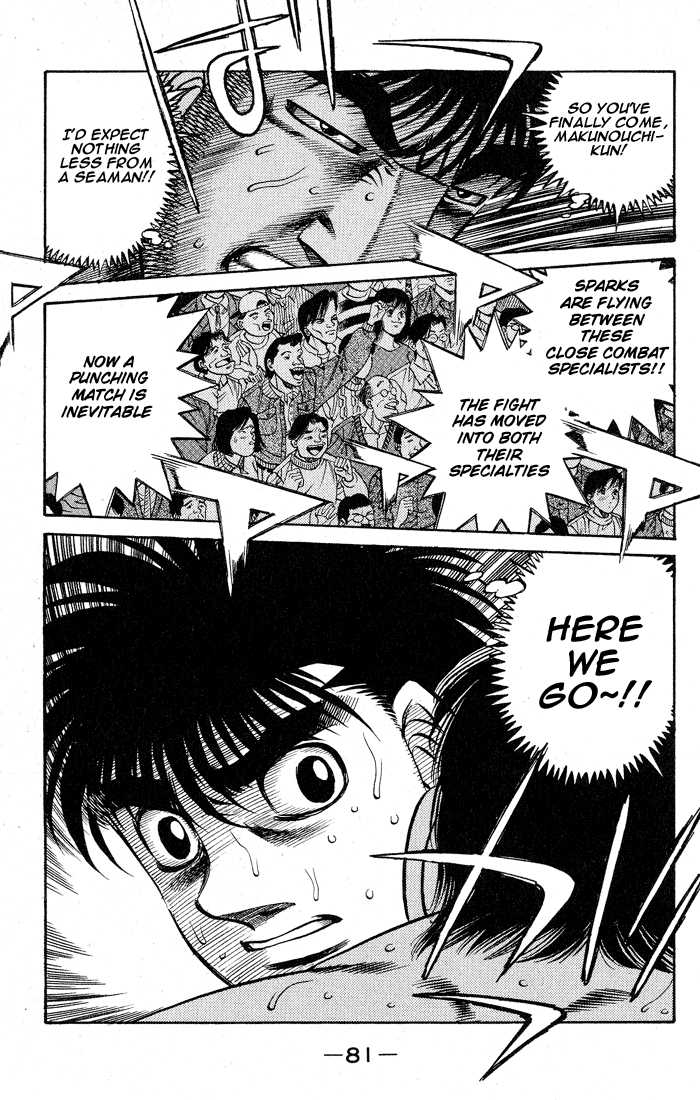 SO YOU'VE
FINALLY COME,
MAKUNOUCHI-
KUN!
I'D EXPECT
NOTHING
LESS FROM
A SEAMAN!!
SPARKS
ARE FLYING
BETWEEN
THESE
CLOSE COMBAT
SPECIALISTS!!
THE FIGHT
HAS MOVED
INTO BOTH
THEIR
SPECIALTIES
NOW A
PUNCHING
MATCH IS
INEVITABLE
HERE
WE
GO~!!
—81—